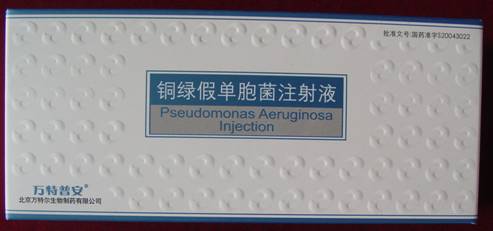 批准文号:国药准字S20043022
铜绿假单胞菌注射液
Pseudomonas Aeruginosa
Injection
万特普安®
北京万特尔生物制药有限公司